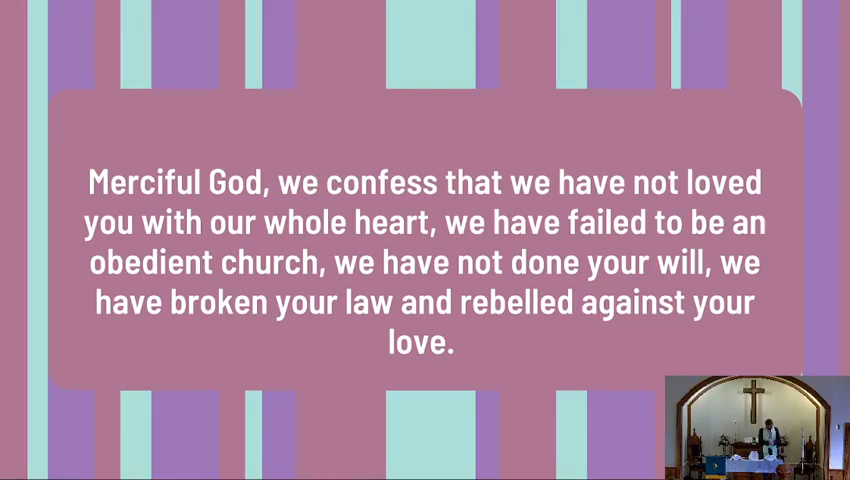 Merciful God, we confess that we have not loved
you with our whole heart, we have failed to be an
obedient church, we have not done your will, we
have broken your law and rebelled against your
love.